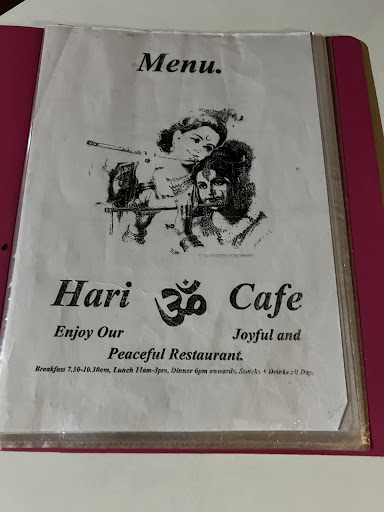 Menu.
Hari ॐ Cafe
Enjoy Our Joyful and
Peaceful Restaurant.
Breakfast 7.30-10.30am, Lunch 11am-3pm, Dinner 6pm onwards, Snacks + Drinks all Day.